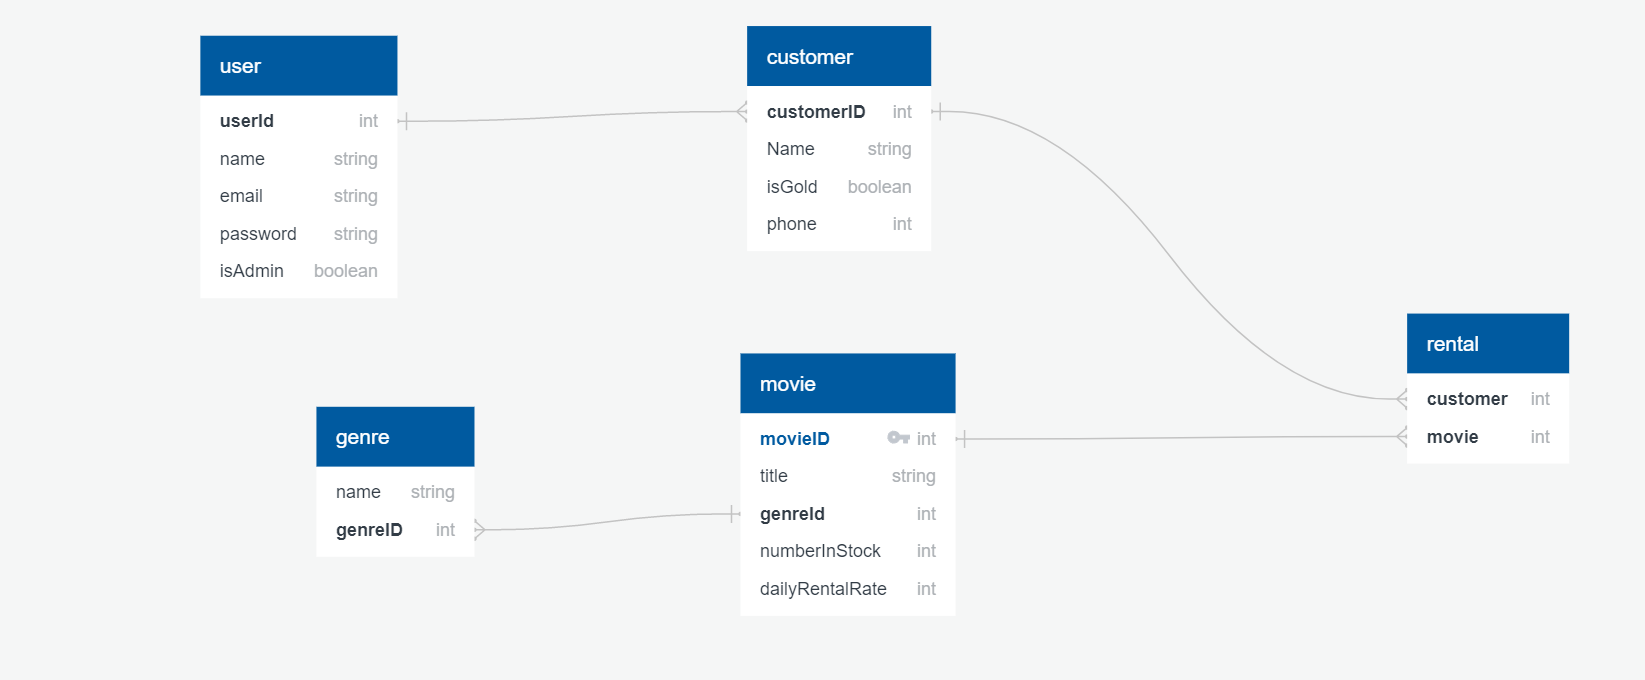 user
userId int
name string
email string
password string
isAdmin boolean
customer
customerID int
Name string
isGold boolean
phone int
genre
name string
genreID int
movie
movieID int
title string
genreId int
numberInStock int
dailyRentalRate int
rental
customer int
movie int